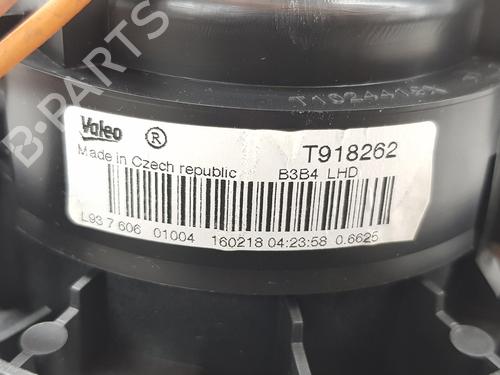 B-PARTS
Valeo ®
T918262
Made in Czech republic B3B4 LHD
L93 7 606 01004 160218 04:23:58 0.6625